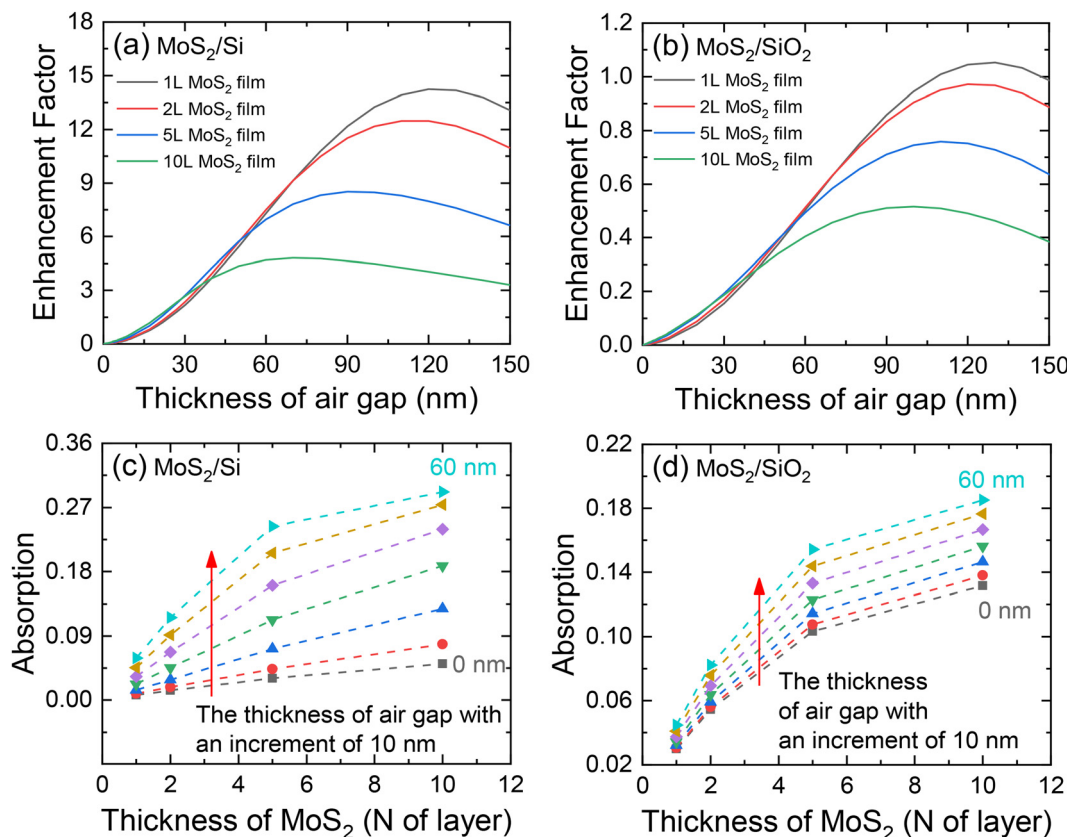 (a) MoS₂/Si
1L MoS₂ film
2L MoS₂ film
5L MoS₂ film
10L MoS₂ film
Enhancement Factor
18
15
12
9
6
3
0
0 30 60 90 120 150
Thickness of air gap (nm)
(b) MoS₂/SiO₂
1L MoS₂ film
2L MoS₂ film
5L MoS₂ film
10L MoS₂ film
Enhancement Factor
1.2
1.0
0.8
0.6
0.4
0.2
0.0
0 30 60 90 120 150
Thickness of air gap (nm)
(c) MoS₂/Si
60 nm
0 nm
The thickness of air gap with
an increment of 10 nm
Absorption
0.36
0.27
0.18
0.09
0.00
0 2 4 6 8 10 12
Thickness of MoS₂ (N of layer)
(d) MoS₂/SiO₂
60 nm
0 nm
The thickness
of air gap with
an increment of 10 nm
Absorption
0.22
0.18
0.14
0.10
0.06
0.02
0 2 4 6 8 10 12
Thickness of MoS₂ (N of layer)